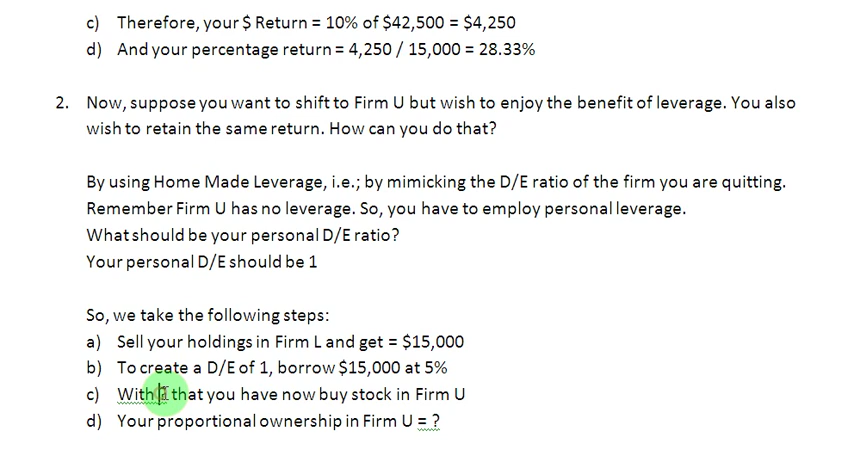 c) Therefore, your $ Return = 10% of $42,500 = $4,250
d) And your percentage return = 4,250 / 15,000 = 28.33%
2. Now, suppose you want to shift to Firm U but wish to enjoy the benefit of leverage. You also
wish to retain the same return. How can you do that?
By using Home Made Leverage, i.e.; by mimicking the D/E ratio of the firm you are quitting.
Remember Firm U has no leverage. So, you have to employ personal leverage.
What should be your personal D/E ratio?
Your personal D/E should be 1
So, we take the following steps:
a) Sell your holdings in Firm L and get = $15,000
b) To create a D/E of 1, borrow $15,000 at 5%
c) With that you have now buy stock in Firm U
d) Your proportional ownership in Firm U = ?